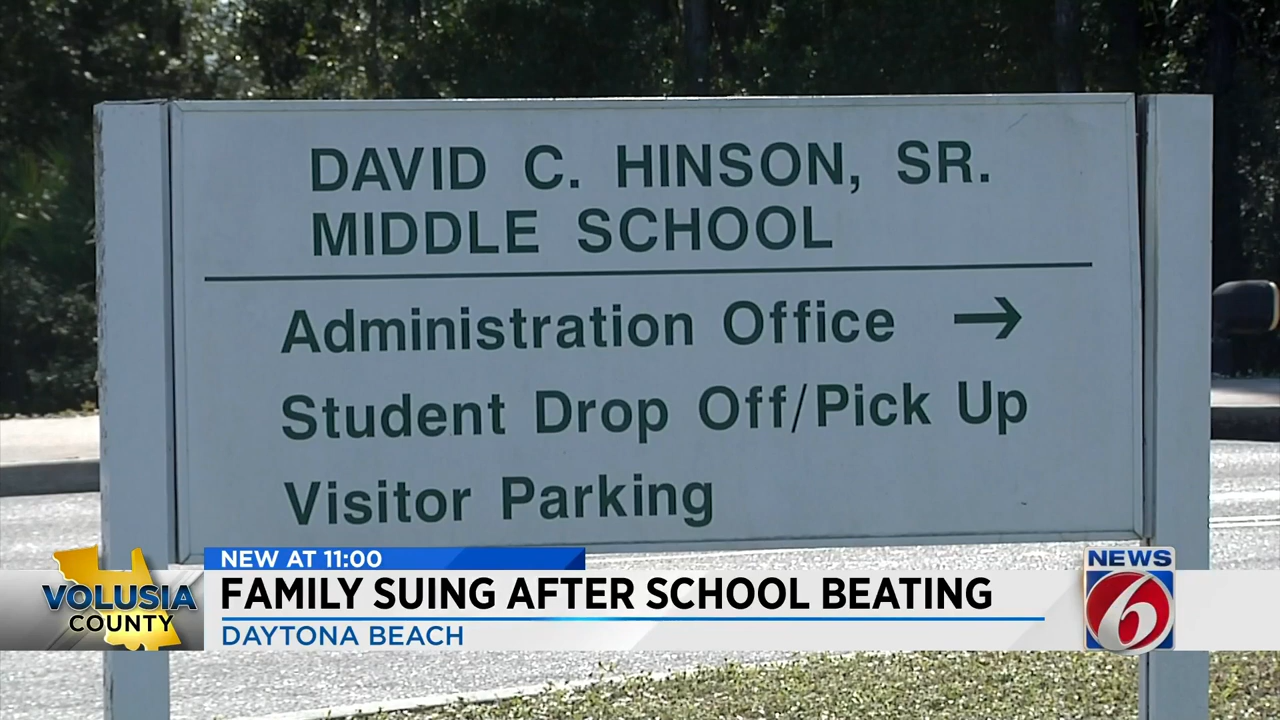 DAVID C. HINSON, SR.
MIDDLE SCHOOL
Administration Office →
Student Drop Off/Pick Up
Visitor Parking
NEW AT 11:00
VOLUSIA
COUNTY
FAMILY SUING AFTER SCHOOL BEATING
DAYTONA BEACH
NEWS
6